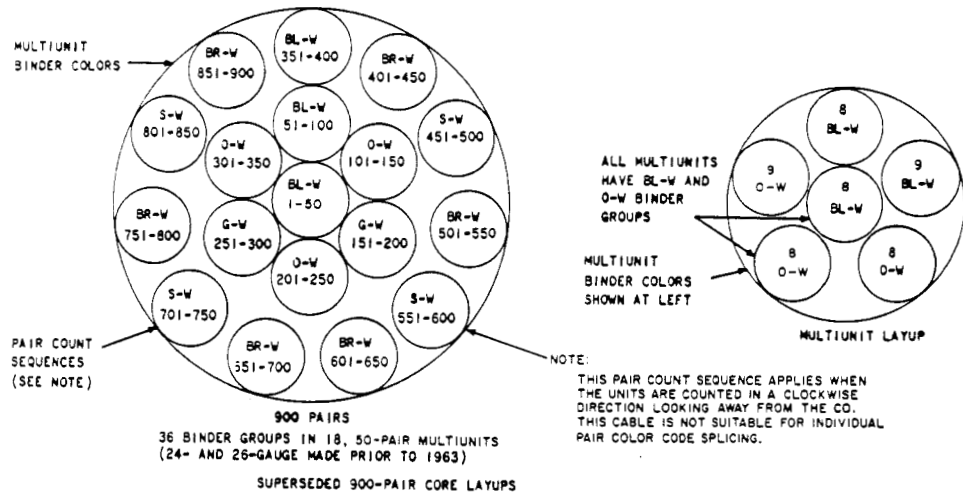 MULTIUNIT
BINDER COLORS
BL-W
351-400
BR-W
401-450
S-W
451-500
BR-W
501-550
S-W
551-600
BR-W
601-650
BR-W
551-700
S-W
701-750
BR-W
751-800
S-W
801-850
BR-W
851-900
BL-W
51-100
O-W
101-150
G-W
151-200
O-W
201-250
G-W
251-300
O-W
301-350
BL-W
1-50
PAIR COUNT
SEQUENCES
(SEE NOTE)
900 PAIRS
36 BINDER GROUPS IN 18, 50-PAIR MULTIUNITS
(24- AND 26-GAUGE MADE PRIOR TO 1963)
SUPERSEDED 900-PAIR CORE LAYUPS
ALL MULTIUNITS
HAVE BL-W AND
O-W BINDER
GROUPS
MULTIUNIT
BINDER COLORS
SHOWN AT LEFT
8
BL-W
9
BL-W
8
O-W
8
O-W
9
O-W
8
BL-W
MULTIUNIT LAYUP
NOTE:
THIS PAIR COUNT SEQUENCE APPLIES WHEN
THE UNITS ARE COUNTED IN A CLOCKWISE
DIRECTION LOOKING AWAY FROM THE CO.
THIS CABLE IS NOT SUITABLE FOR INDIVIDUAL
PAIR COLOR CODE SPLICING.